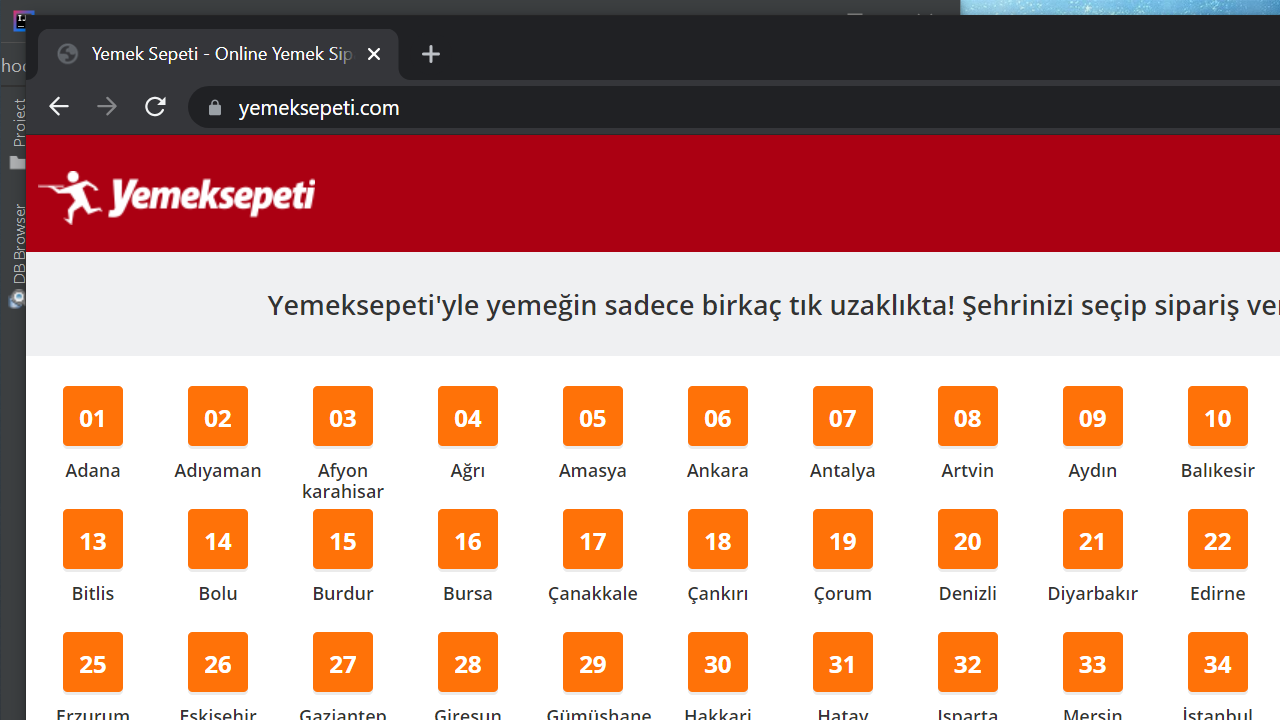 Yemek Sepeti - Online Yemek Sip
yemeksepeti.com
Project
DB Browser
Yemeksepeti
Yemeksepeti'yle yemeğin sadece birkaç tık uzaklıkta! Şehrinizi seçip sipariş ver
01 02 03 04 05 06 07 08 09 10
Adana Adıyaman Afyon karahisar Ağrı Amasya Ankara Antalya Artvin Aydın Balıkesir
13 14 15 16 17 18 19 20 21 22
Bitlis Bolu Burdur Bursa Çanakkale Çankırı Çorum Denizli Diyarbakır Edirne
25 26 27 28 29 30 31 32 33 34
Erzurum Eskişehir Gaziantep Giresun Gümüşhane Hakkari Hatay Isparta Mersin İstanbul